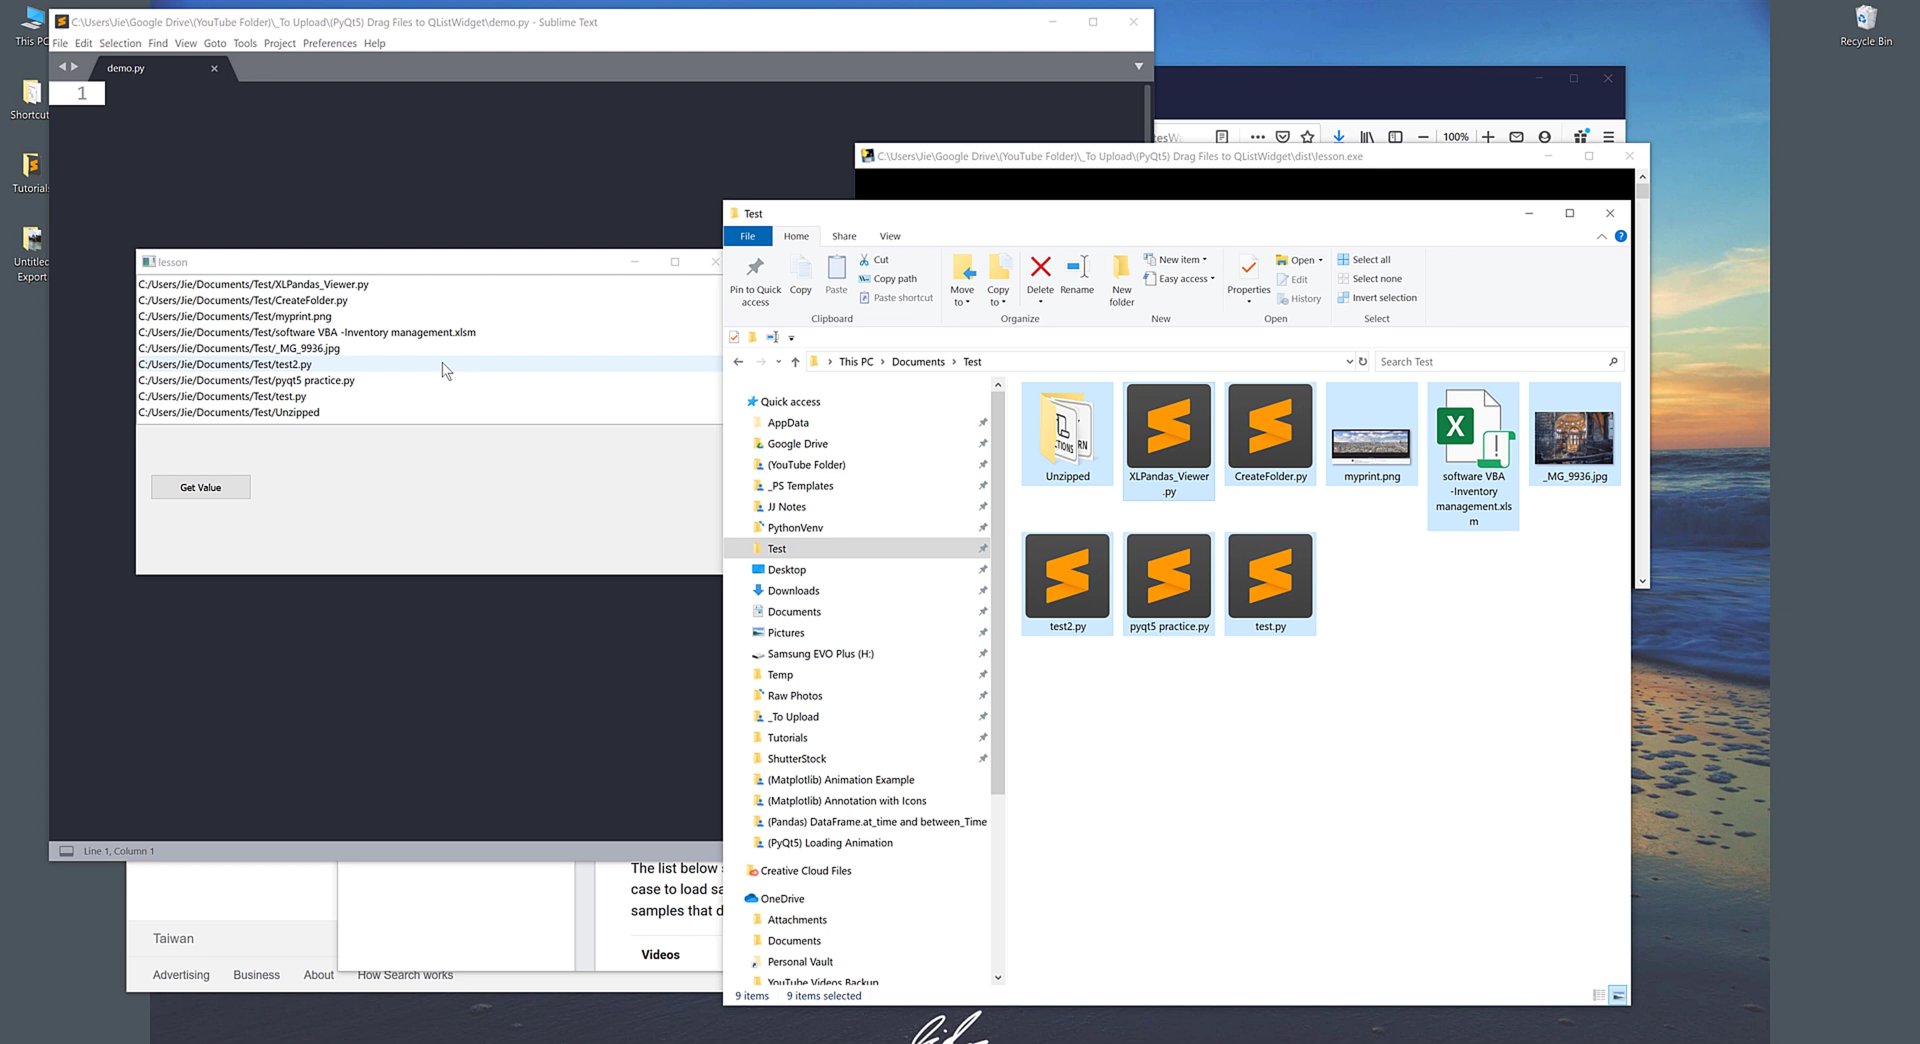 This PC
Shortcut
Tutorials
Untitled
Export
Recycle Bin
C:\Users\Jie\Google Drive\(YouTube Folder)\_To Upload\(PyQt5) Drag Files to QListWidget\demo.py - Sublime Text
File Edit Selection Find View Goto Tools Project Preferences Help
demo.py
1
Line 1, Column 1
100%
C:\Users\Jie\Google Drive\(YouTube Folder)\_To Upload\(PyQt5) Drag Files to QListWidget\dist\lesson.exe
lesson
C:/Users/Jie/Documents/Test/XLPandas_Viewer.py
C:/Users/Jie/Documents/Test/CreateFolder.py
C:/Users/Jie/Documents/Test/myprint.png
C:/Users/Jie/Documents/Test/software VBA -Inventory management.xlsm
C:/Users/Jie/Documents/Test/_MG_9936.jpg
C:/Users/Jie/Documents/Test/test2.py
C:/Users/Jie/Documents/Test/pyqt5 practice.py
C:/Users/Jie/Documents/Test/test.py
C:/Users/Jie/Documents/Test/Unzipped
Get Value
Test
File Home Share View
Pin to Quick access
Copy
Paste
Cut
Copy path
Paste shortcut
Clipboard
Move to
Copy to
Delete
Rename
Organize
New folder
New item
Easy access
New
Properties
Open
Edit
History
Open
Select all
Select none
Invert selection
Select
This PC > Documents > Test
Search Test
Quick access
AppData
Google Drive
(YouTube Folder)
_PS Templates
JJ Notes
PythonVenv
Test
Desktop
Downloads
Documents
Pictures
Samsung EVO Plus (H:)
Temp
Raw Photos
_To Upload
Tutorials
ShutterStock
(Matplotlib) Animation Example
(Matplotlib) Annotation with Icons
(Pandas) DataFrame.at_time and between_Time
(PyQt5) Loading Animation
Creative Cloud Files
OneDrive
Attachments
Documents
Personal Vault
YouTube Videos Backup
Unzipped
XLPandas_Viewer
.py
CreateFolder.py
myprint.png
software VBA
-Inventory
management.xls
m
_MG_9936.jpg
test2.py
pyqt5 practice.py
test.py
9 items 9 items selected
The list below
case to load sa
samples that d
Videos
Taiwan
Advertising Business About How Search works